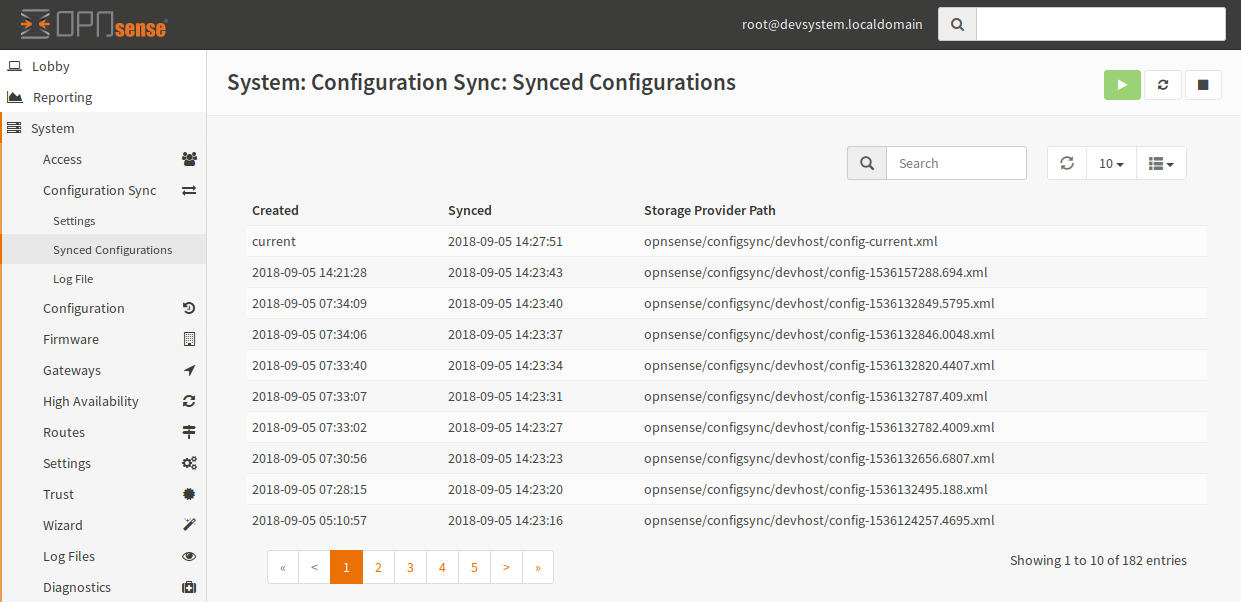 OPNsense
root@devsystem.localdomain
Lobby
Reporting
System
Access
Configuration Sync
Settings
Synced Configurations
Log File
Configuration
Firmware
Gateways
High Availability
Routes
Settings
Trust
Wizard
Log Files
Diagnostics
System: Configuration Sync: Synced Configurations
Search
10
Created Synced Storage Provider Path
current 2018-09-05 14:27:51 opnsense/configsync/devhost/config-current.xml
2018-09-05 14:21:28 2018-09-05 14:23:43 opnsense/configsync/devhost/config-1536157288.694.xml
2018-09-05 07:34:09 2018-09-05 14:23:40 opnsense/configsync/devhost/config-1536132849.5795.xml
2018-09-05 07:34:06 2018-09-05 14:23:37 opnsense/configsync/devhost/config-1536132846.0048.xml
2018-09-05 07:33:40 2018-09-05 14:23:34 opnsense/configsync/devhost/config-1536132820.4407.xml
2018-09-05 07:33:07 2018-09-05 14:23:31 opnsense/configsync/devhost/config-1536132787.409.xml
2018-09-05 07:33:02 2018-09-05 14:23:27 opnsense/configsync/devhost/config-1536132782.4009.xml
2018-09-05 07:30:56 2018-09-05 14:23:23 opnsense/configsync/devhost/config-1536132656.6807.xml
2018-09-05 07:28:15 2018-09-05 14:23:20 opnsense/configsync/devhost/config-1536132495.188.xml
2018-09-05 05:10:57 2018-09-05 14:23:16 opnsense/configsync/devhost/config-1536124257.4695.xml
« < 1 2 3 4 5 > »
Showing 1 to 10 of 182 entries